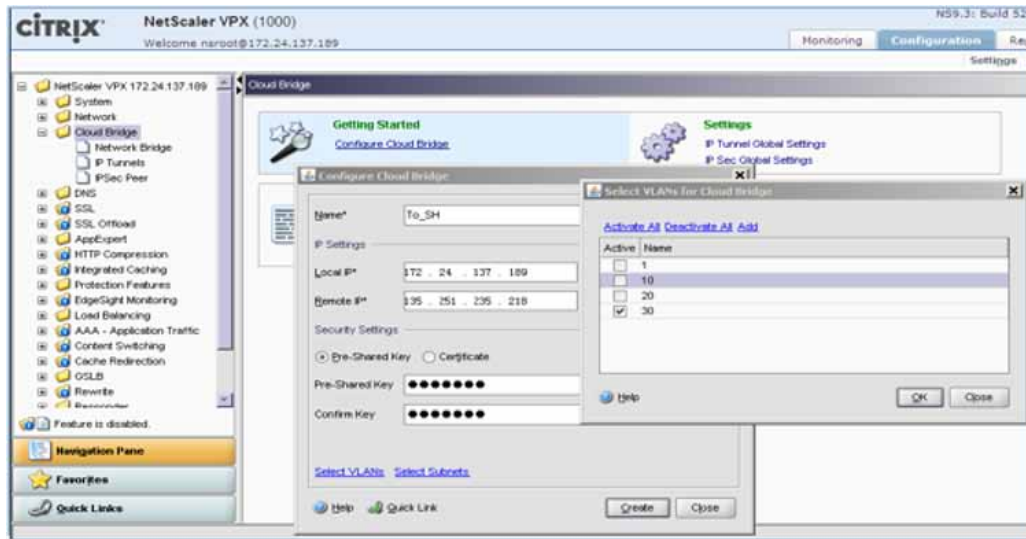 CITRIX
NetScaler VPX (1000)
Welcome nsroot@172.24.137.189
NS9.3: Build 52
Monitoring
Configuration
Settings
NetScaler VPX 172.24.137.189
System
Network
Cloud Bridge
Network Bridge
IP Tunnels
IPSec Peer
DNS
SSL
SSL Offload
AppExpert
HTTP Compression
Integrated Caching
Protection Features
EdgeSight Monitoring
Load Balancing
AAA - Application Traffic
Content Switching
Cache Redirection
GSLB
Rewrite
Responder
Feature is disabled.
Navigation Pane
Favorites
Quick Links
Cloud Bridge
Getting Started
Configure Cloud Bridge
Settings
IP Tunnel Global Settings
IP Sec Global Settings
Configure Cloud Bridge
Name* To_SH
IP Settings
Local IP* 172 . 24 . 137 . 189
Remote IP* 135 . 251 . 235 . 218
Security Settings
Pre-Shared Key Certificate
Pre-Shared Key ●●●●●●●
Confirm Key ●●●●●●●
Select VLANs Select Subnets
Help Quick Link Create Close
Select VLANs for Cloud Bridge
Activate All Deactivate All Add
Active Name
1
10
20
30
Help OK Close